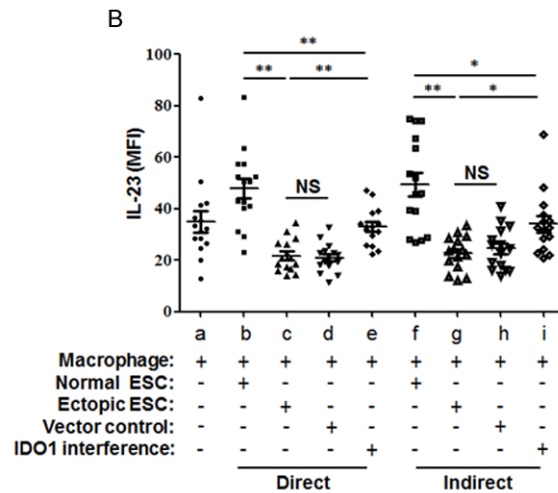 B
** *
** ** ** *
NS NS
IL-23 (MFI)
100
80
60
40
20
0
a b c d e f g h i
Macrophage: + + + + + + + + +
Normal ESC: - + - - - + - - -
Ectopic ESC: - - + - - - + - -
Vector control: - - - + - - - + -
IDO1 interference: - - - - + - - - +
Direct Indirect